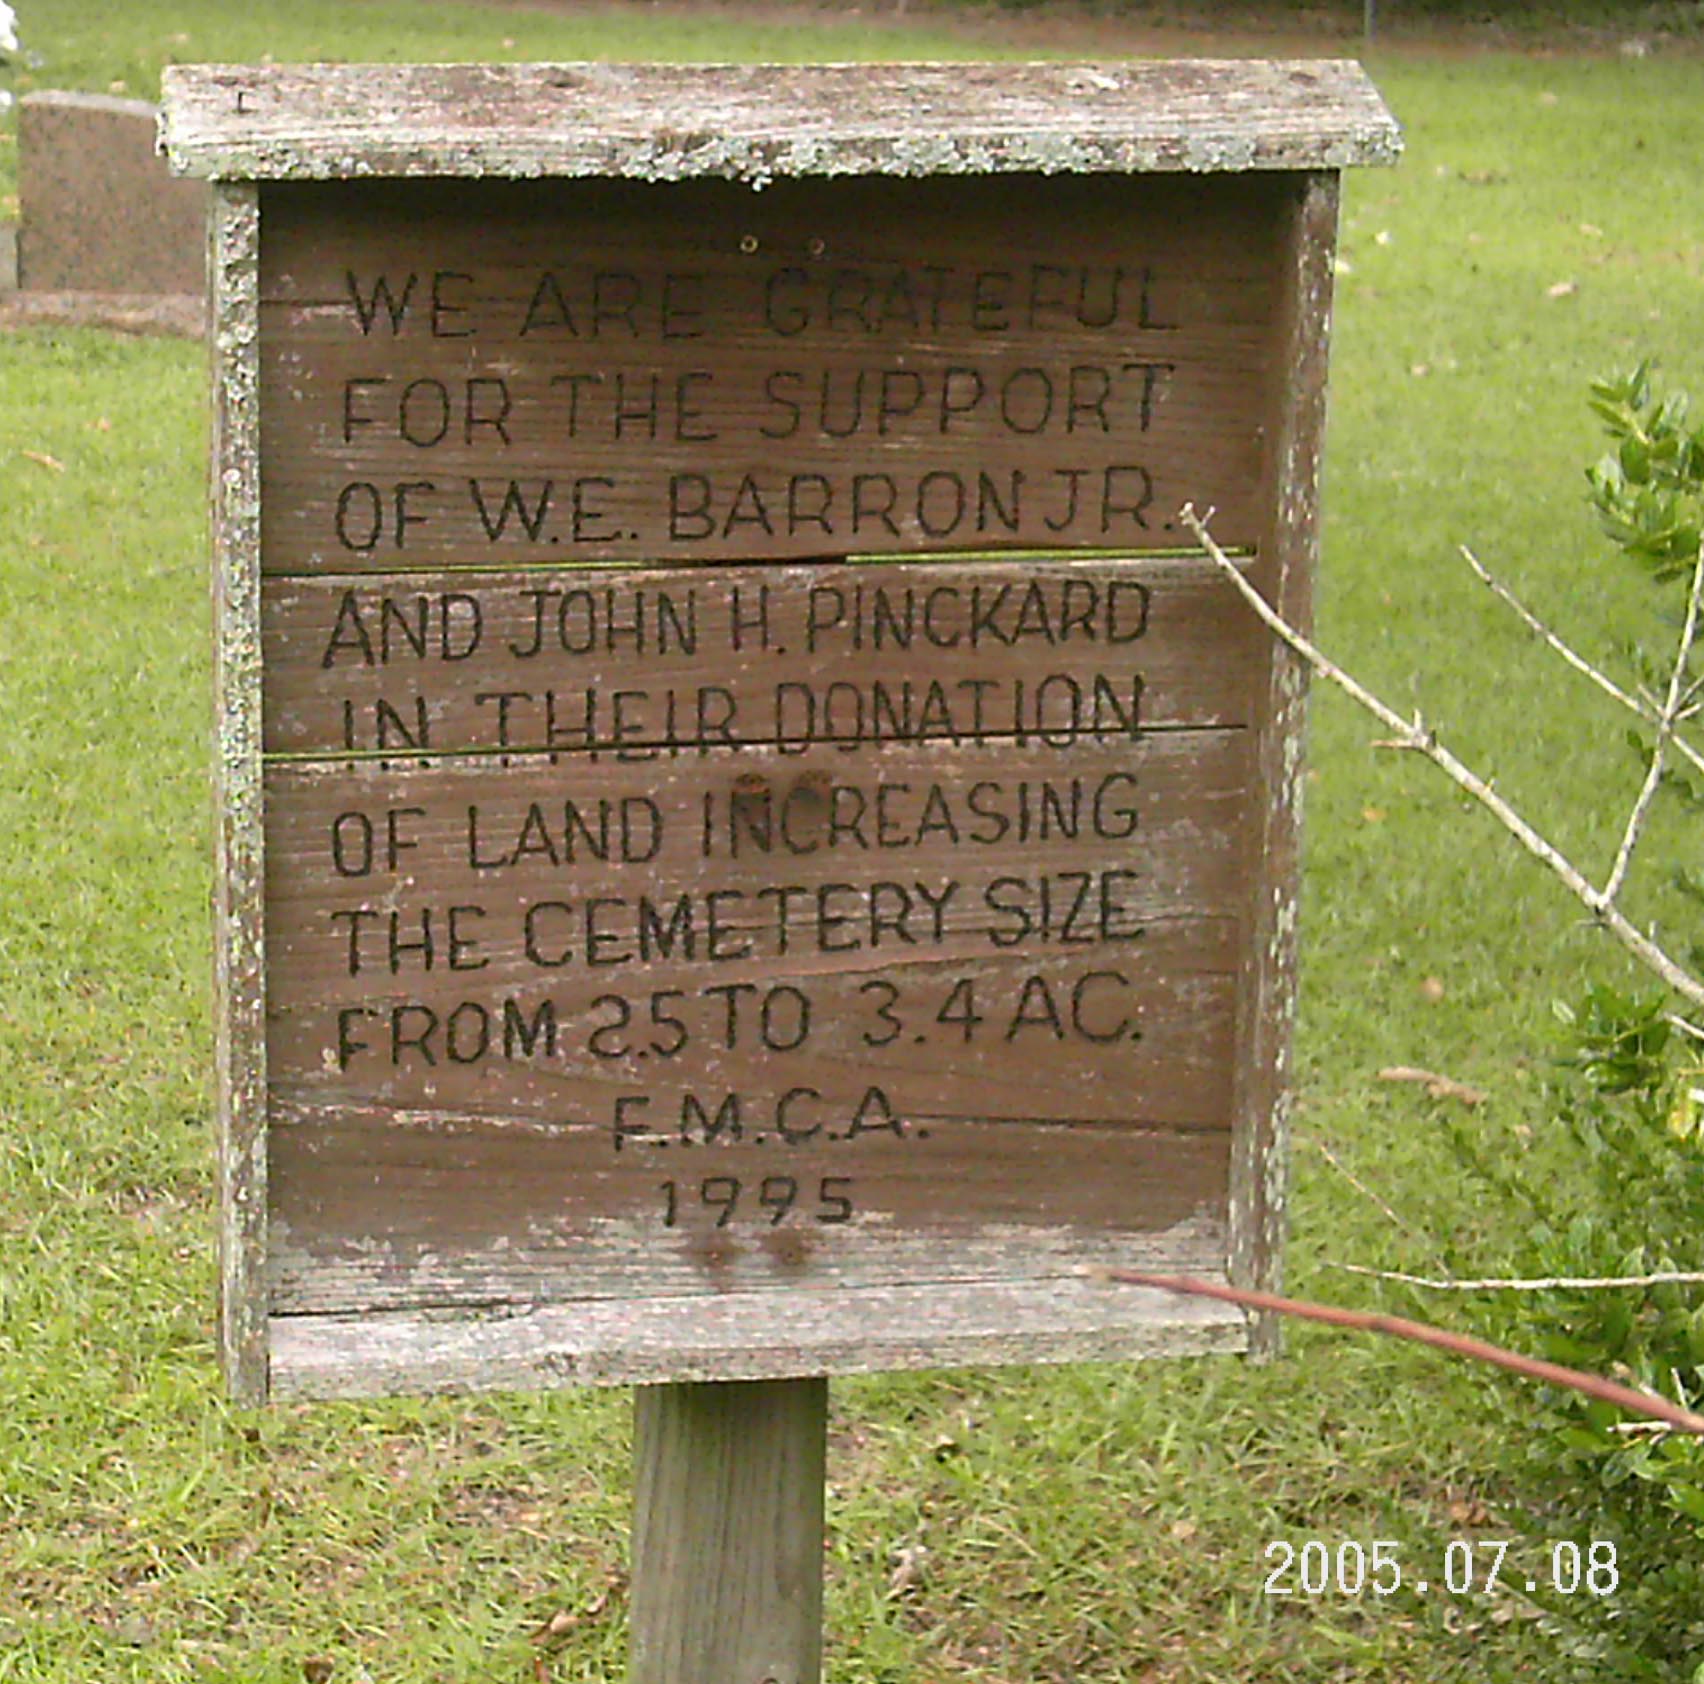 WE ARE GRATEFUL
FOR THE SUPPORT
OF W.E. BARRON JR.
AND JOHN H. PINCKARD
IN THEIR DONATION
OF LAND INCREASING
THE CEMETERY SIZE
FROM 2.5 TO 3.4 AC.
F.M.C.A.
1995
2005.07.08